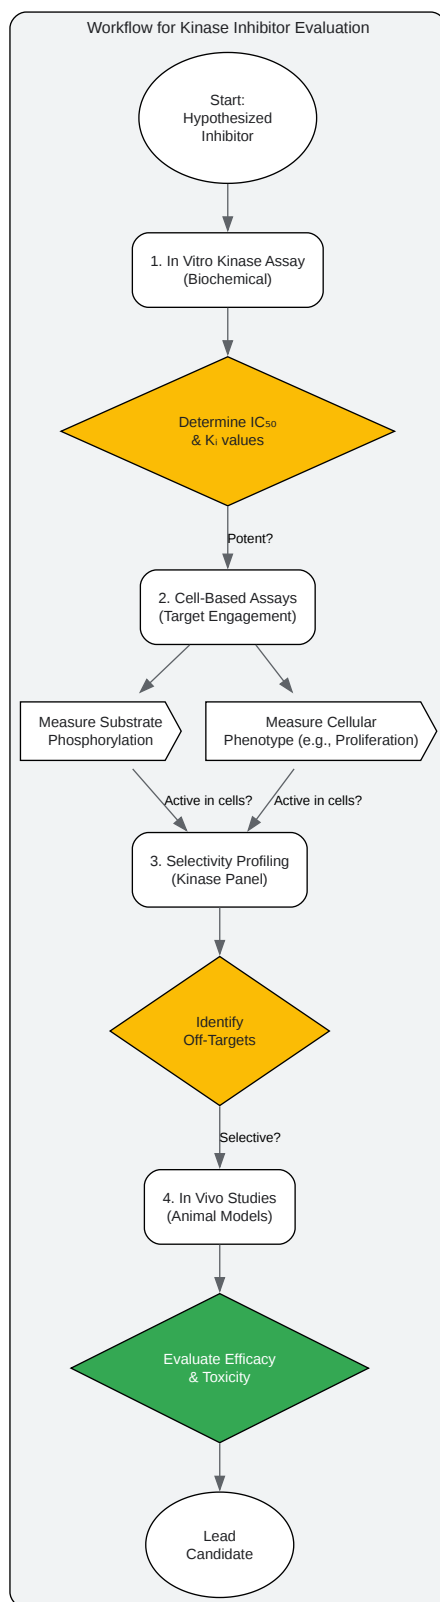 Workflow for Kinase Inhibitor Evaluation
Start:
Hypothesized
Inhibitor
1. In Vitro Kinase Assay
(Biochemical)
Determine IC₅₀
& Kᵢ values
Potent?
2. Cell-Based Assays
(Target Engagement)
Measure Substrate
Phosphorylation
Measure Cellular
Phenotype (e.g., Proliferation)
Active in cells?
Active in cells?
3. Selectivity Profiling
(Kinase Panel)
Identify
Off-Targets
Selective?
4. In Vivo Studies
(Animal Models)
Evaluate Efficacy
& Toxicity
Lead
Candidate